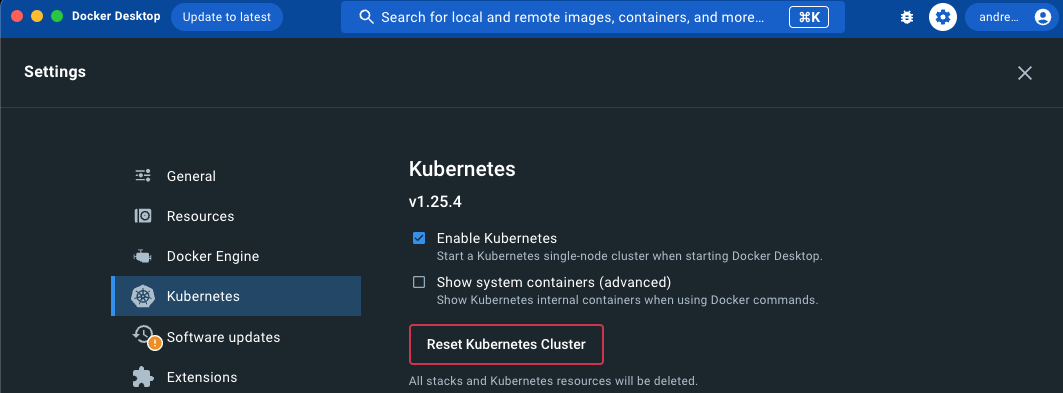 Docker Desktop
Update to latest
Search for local and remote images, containers, and more...
⌘K
andre...
Settings
General
Resources
Docker Engine
Kubernetes
Software updates
Extensions
Kubernetes
v1.25.4
Enable Kubernetes
Start a Kubernetes single-node cluster when starting Docker Desktop.
Show system containers (advanced)
Show Kubernetes internal containers when using Docker commands.
Reset Kubernetes Cluster
All stacks and Kubernetes resources will be deleted.